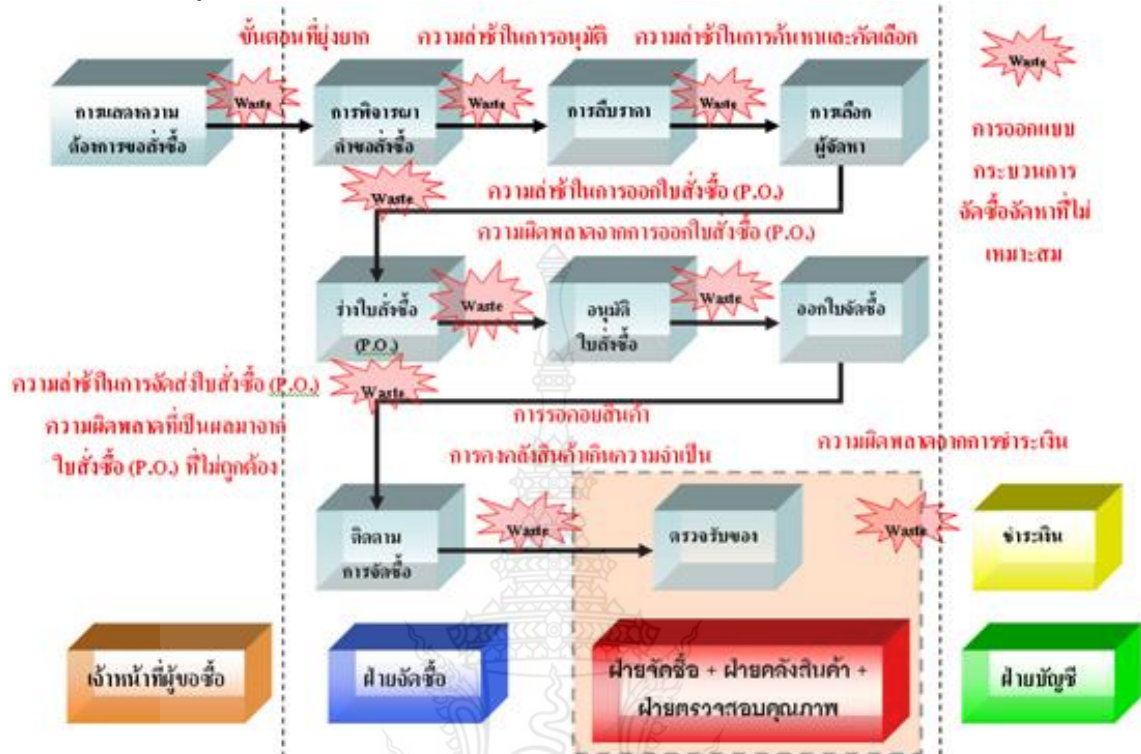 ขั้นตอนที่ยุ่งยาก
ความล่าช้าในการอนุมัติ
ความล่าช้าในการค้นหาและคัดเลือก
Waste
Waste
Waste
Waste
การแสดงความ
ต้องการขอสั่งซื้อ
การพิจารณา
คำขอสั่งซื้อ
การสืบราคา
การเลือก
ผู้จัดหา
การออกแบบ
กระบวนการ
จัดซื้อจัดหาที่ไม่
เหมาะสม
Waste
ความล่าช้าในการออกใบสั่งซื้อ (P.O.)
ความผิดพลาดจากการออกใบสั่งซื้อ (P.O.)
Waste
Waste
ร่างใบสั่งซื้อ
(P.O.)
อนุมัติ
ใบสั่งซื้อ
ออกใบจัดซื้อ
ความล่าช้าในการจัดส่งใบสั่งซื้อ (P.O.)
ความผิดพลาดที่เป็นผลมาจาก
ใบสั่งซื้อ (P.O.) ที่ไม่ถูกต้อง
Waste
การรอคอยสินค้า
การคงคลังสินค้าเกินความจำเป็น
ความผิดพลาดจากการชำระเงิน
Waste
Waste
ติดตาม
การจัดซื้อ
ตรวจรับของ
ชำระเงิน
เจ้าหน้าที่ผู้ขอซื้อ
ฝ่ายจัดซื้อ
ฝ่ายจัดซื้อ + ฝ่ายคลังสินค้า +
ฝ่ายตรวจสอบคุณภาพ
ฝ่ายบัญชี